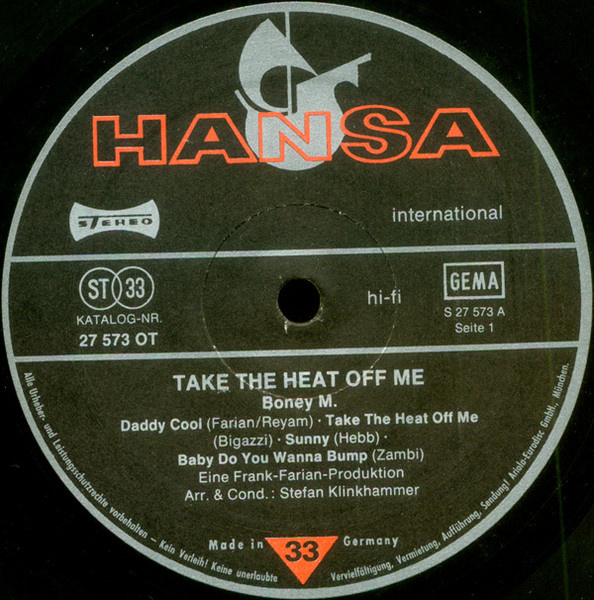 HANSA
STEREO
international
ST 33
KATALOG-NR.
27 573 OT
hi-fi
GEMA
S 27 573 A
Seite 1
TAKE THE HEAT OFF ME
Boney M.
Daddy Cool (Farian/Reyam) · Take The Heat Off Me
(Bigazzi) · Sunny (Hebb) ·
Baby Do You Wanna Bump (Zambi)
Eine Frank-Farian-Produktion
Arr. & Cond.: Stefan Klinkhammer
Made in 33 Germany
Alle Urheber- und Leistungsschutzrechte vorbehalten – Kein Verleih! Keine unerlaubte Vervielfältigung, Vermietung, Aufführung, Sendung! Ariola-Eurodisc GmbH, München.